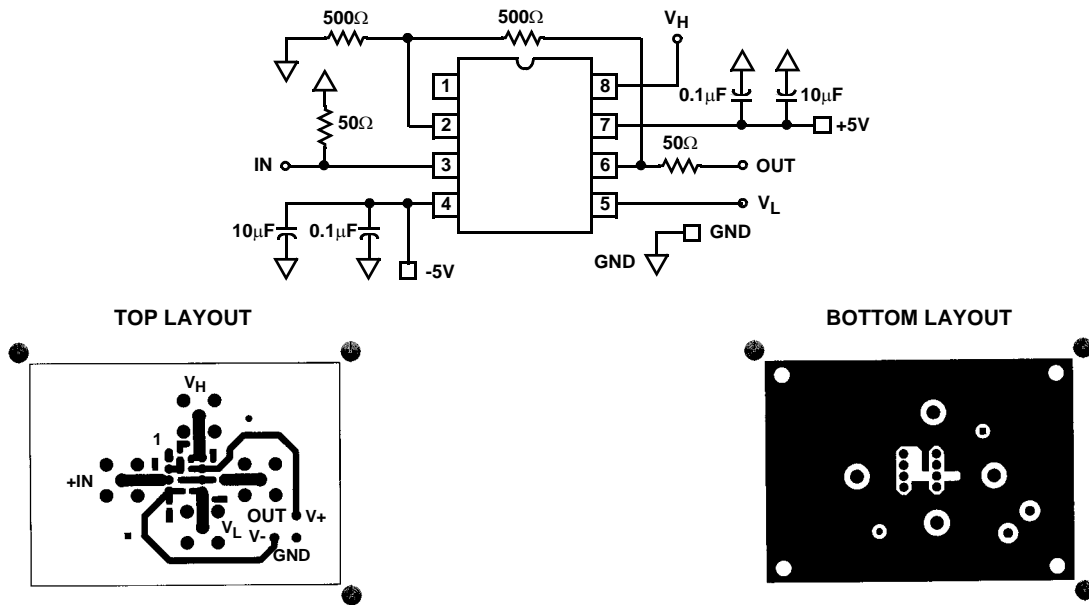 500Ω
500Ω
VH
50Ω
0.1µF
10µF
+5V
1
2
3
4
8
7
6
5
IN
50Ω
OUT
VL
10µF
0.1µF
-5V
GND
GND
TOP LAYOUT
BOTTOM LAYOUT
VH
1
+IN
VL
OUT
V+
V-
GND